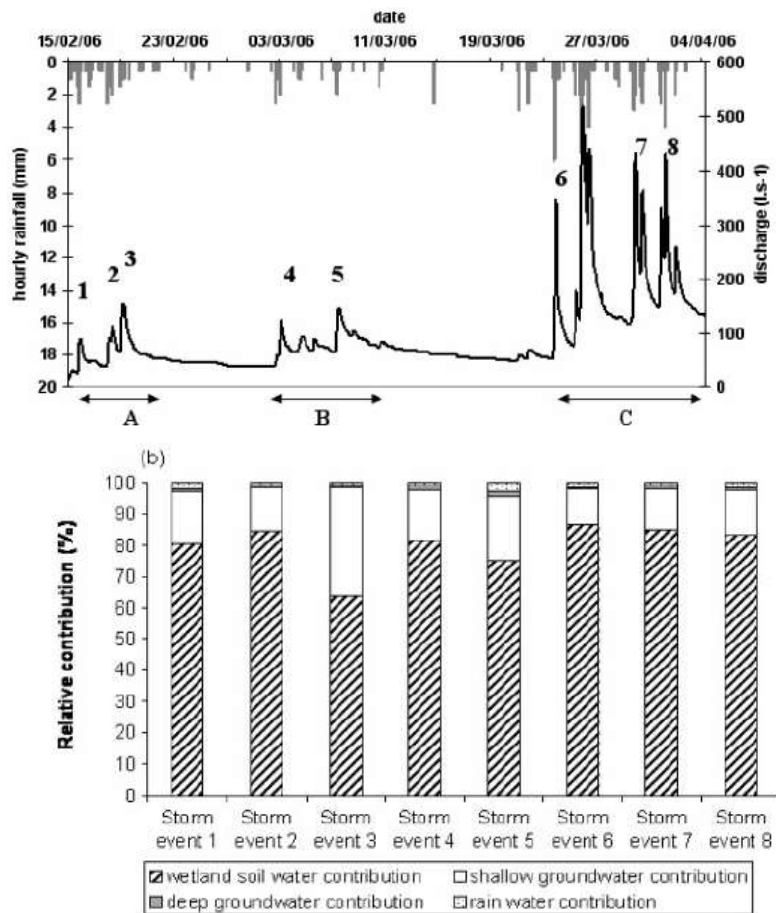 date
15/02/06 23/02/06 03/03/06 11/03/06 19/03/06 27/03/06 04/04/06
0 600
2
500
4
6 400
8
300
10
12
200
14
16
100
18
20 0
hourly rainfall (mm)
discharge (l.s-1)
1 2 3 4 5 6 7 8
A B C
(b)
100
90
80
70
60
50
40
30
20
10
0
Relative contribution (%)
Storm Storm Storm Storm Storm Storm Storm Storm
event 1 event 2 event 3 event 4 event 5 event 6 event 7 event 8
wetland soil water contribution shallow groundwater contribution
deep groundwater contribution rain water contribution